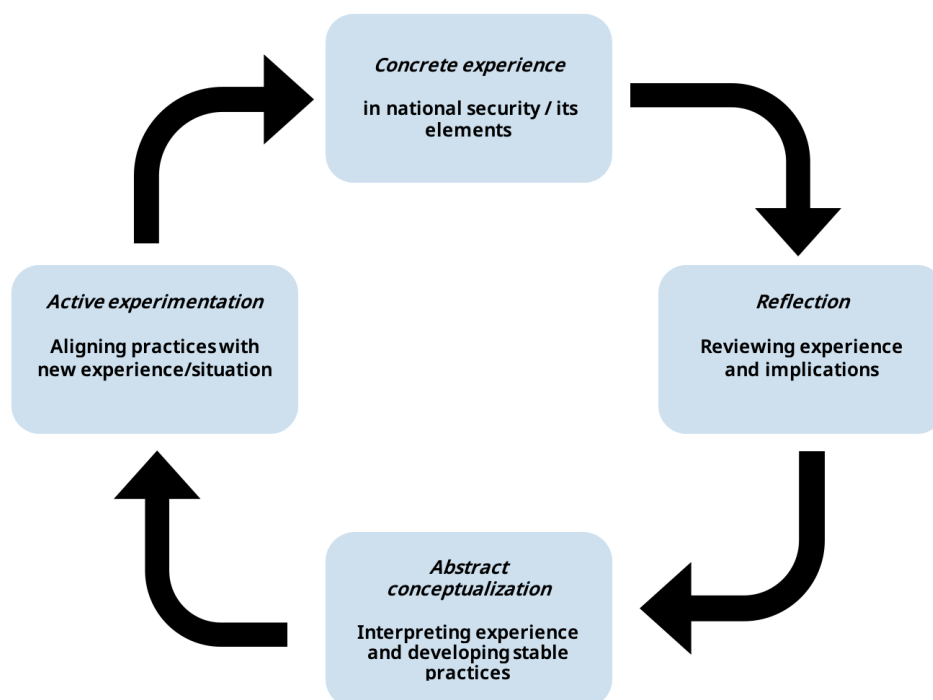 Concrete experience
in national security / its
elements
Reflection
Reviewing experience
and implications
Abstract
conceptualization
Interpreting experience
and developing stable
practices
Active experimentation
Aligning practices with
new experience/situation